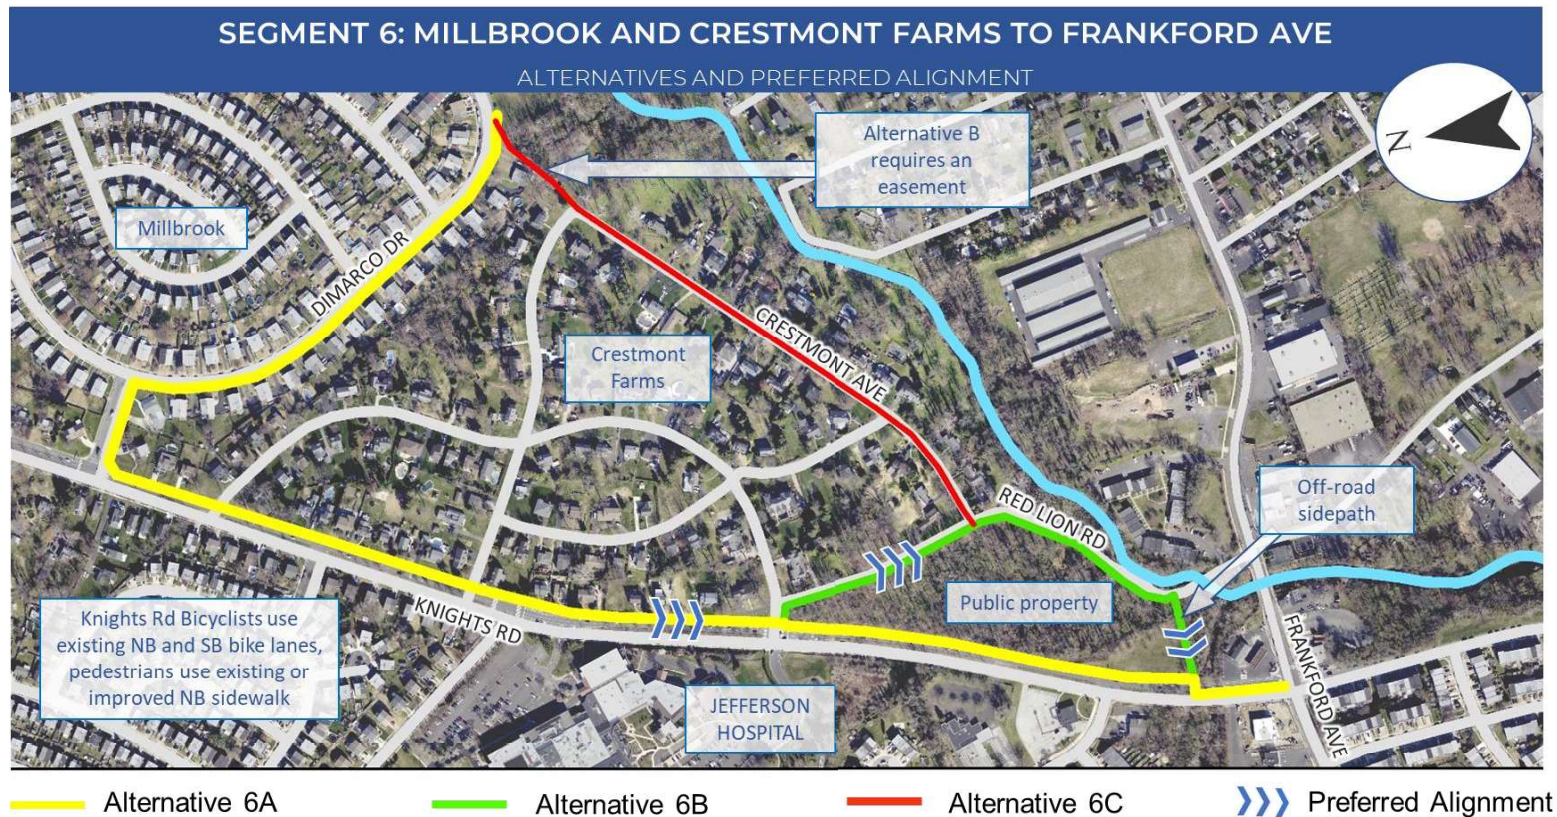 SEGMENT 6: MILLBROOK AND CRESTMONT FARMS TO FRANKFORD AVE
ALTERNATIVES AND PREFERRED ALIGNMENT
N
Alternative B
requires an
easement
Millbrook
DIMARCO DR
CRESTMONT AVE
Crestmont
Farms
Off-road
sidepath
RED LION RD
Public property
KNIGHTS RD
Knights Rd Bicyclists use
existing NB and SB bike lanes,
pedestrians use existing or
improved NB sidewalk
JEFFERSON
HOSPITAL
FRANKFORD AVE
Alternative 6A
Alternative 6B
Alternative 6C
Preferred Alignment